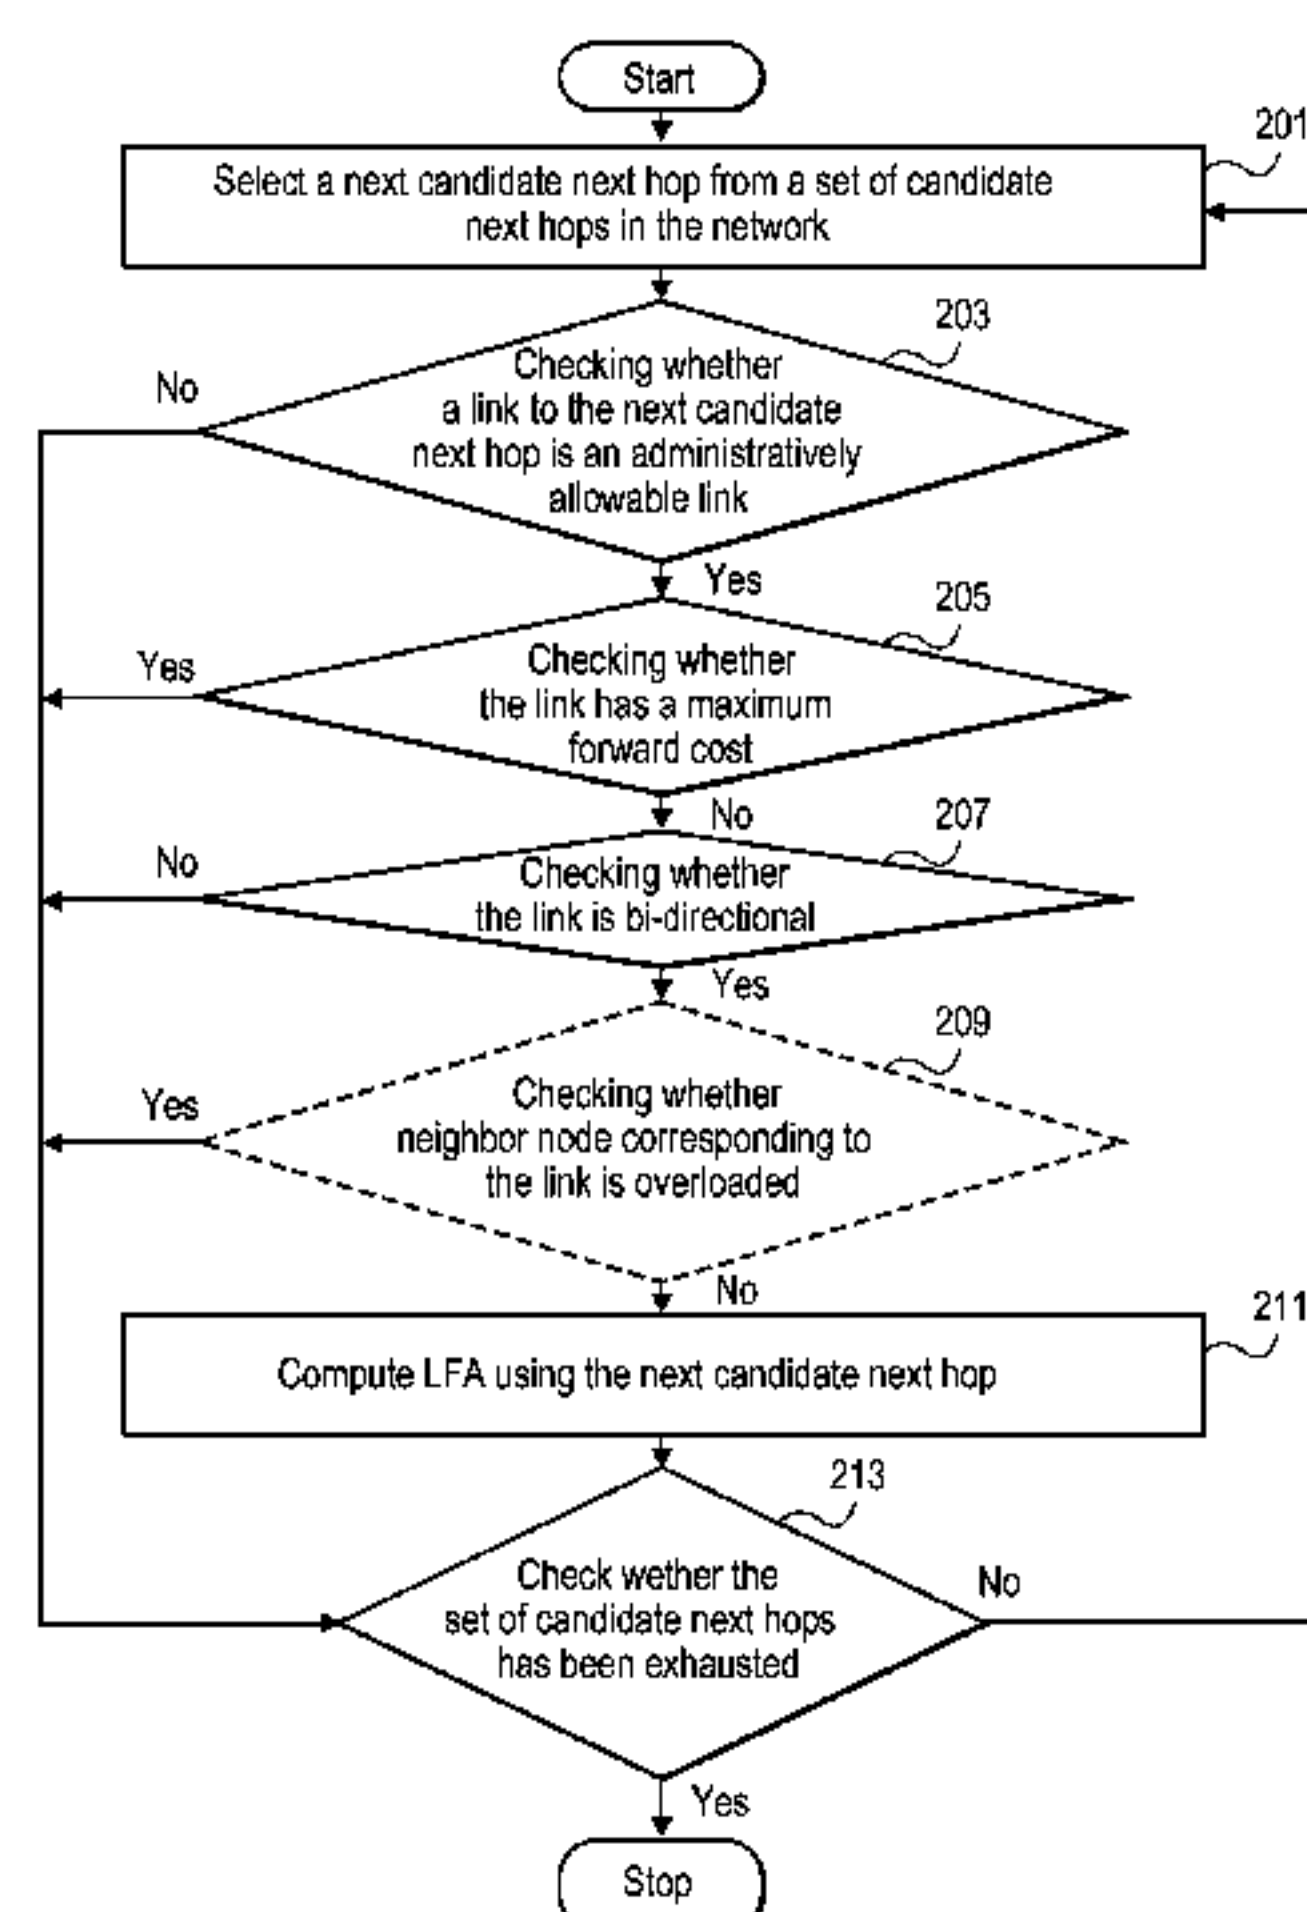 Start
201
Select a next candidate next hop from a set of candidate
next hops in the network
203
No
Checking whether
a link to the next candidate
next hop is an administratively
allowable link
Yes
205
Yes
Checking whether
the link has a maximum
forward cost
No
207
No
Checking whether
the link is bi-directional
Yes
209
Yes
Checking whether
neighbor node corresponding to
the link is overloaded
No
211
Compute LFA using the next candidate next hop
213
Check wether the
set of candidate next hops
has been exhausted
No
Yes
Stop